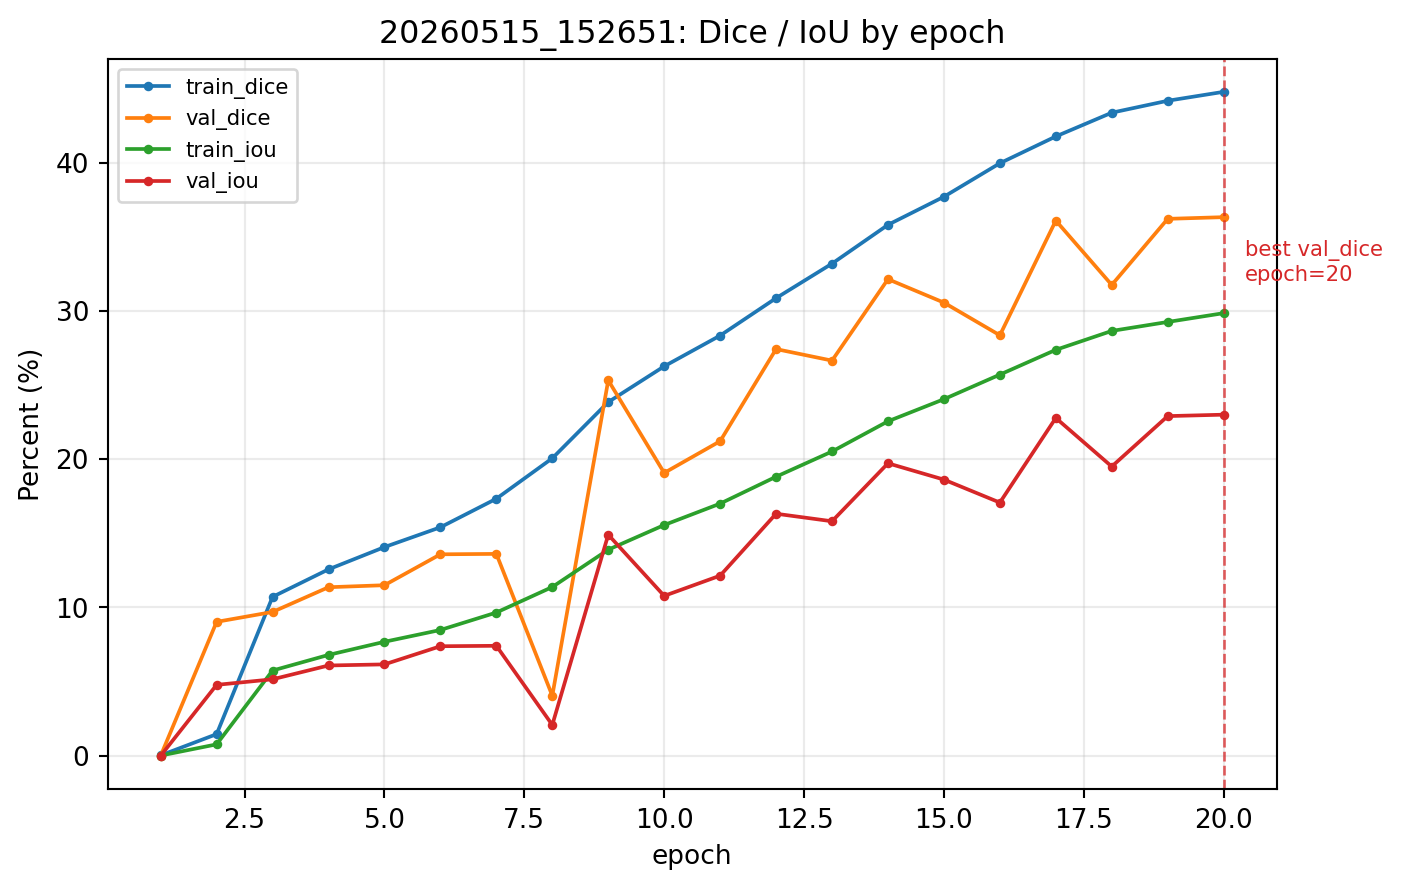 20260515_152651: Dice / IoU by epoch
train_dice
val_dice
train_iou
val_iou
40
30
20
10
0
Percent (%)
best val_dice
epoch=20
2.5 5.0 7.5 10.0 12.5 15.0 17.5 20.0
epoch